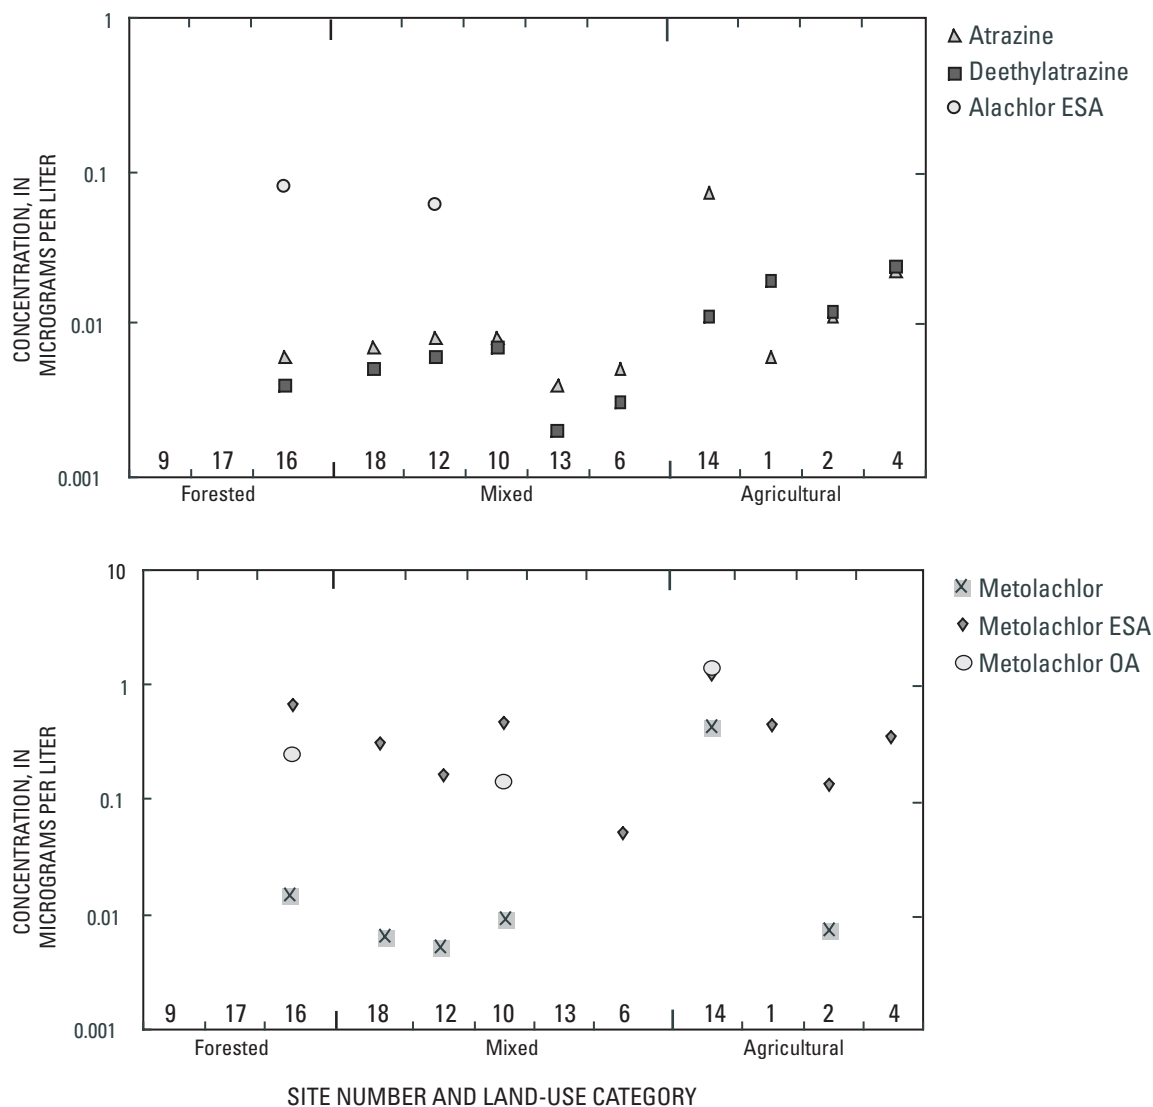 1
0.1
0.01
0.001
CONCENTRATION, IN
MICROGRAMS PER LITER
Atrazine
Deethylatrazine
Alachlor ESA
9 17 16 18 12 10 13 6 14 1 2 4
Forested Mixed Agricultural
10
1
0.1
0.01
0.001
CONCENTRATION, IN
MICROGRAMS PER LITER
Metolachlor
Metolachlor ESA
Metolachlor OA
9 17 16 18 12 10 13 6 14 1 2 4
Forested Mixed Agricultural
SITE NUMBER AND LAND-USE CATEGORY